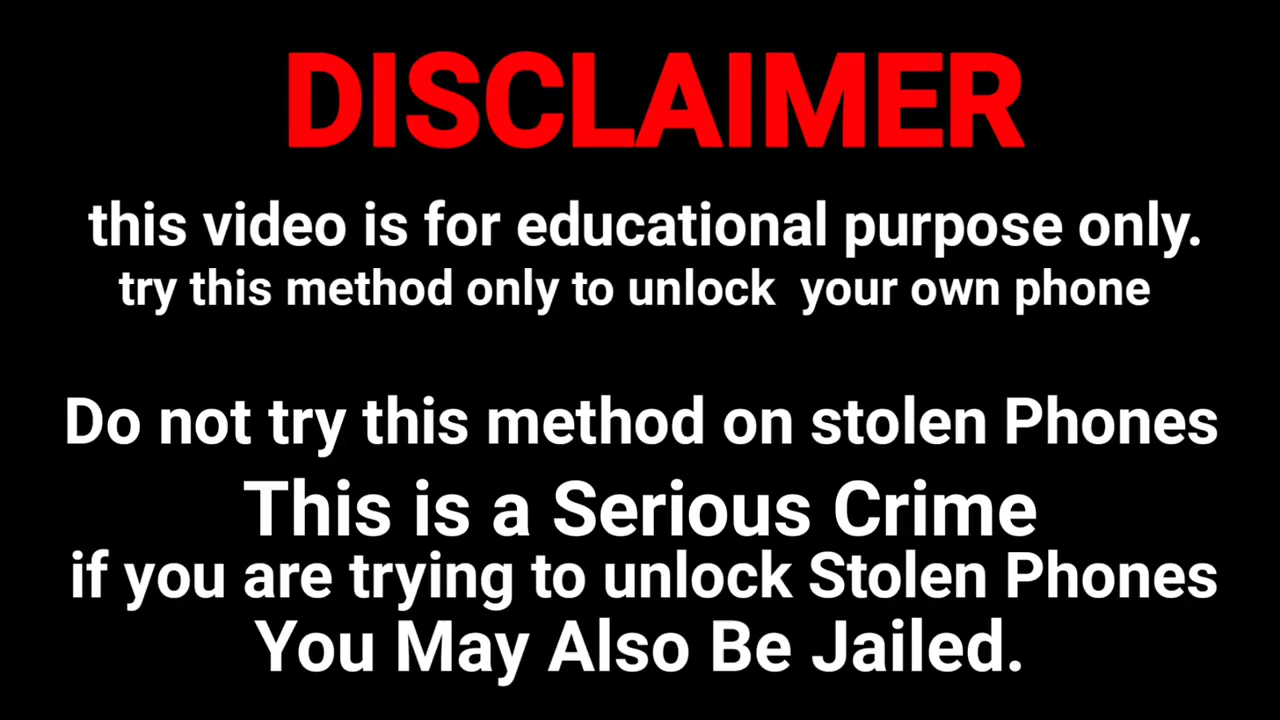 DISCLAIMER
this video is for educational purpose only.
try this method only to unlock  your own phone
Do not try this method on stolen Phones
This is a Serious Crime
if you are trying to unlock Stolen Phones
You May Also Be Jailed.